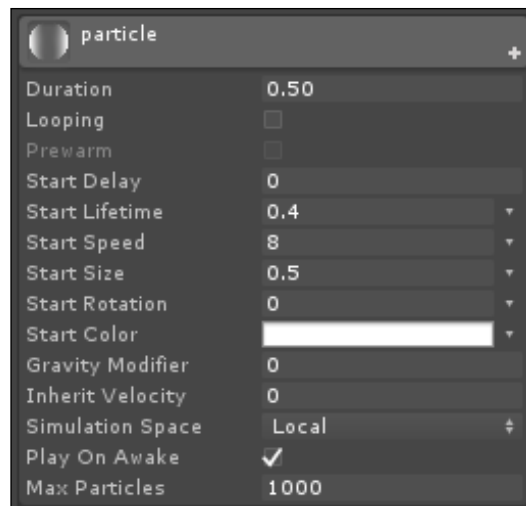 particle
Duration 0.50
Looping
Prewarm
Start Delay 0
Start Lifetime 0.4
Start Speed 8
Start Size 0.5
Start Rotation 0
Start Color
Gravity Modifier 0
Inherit Velocity 0
Simulation Space Local
Play On Awake
Max Particles 1000